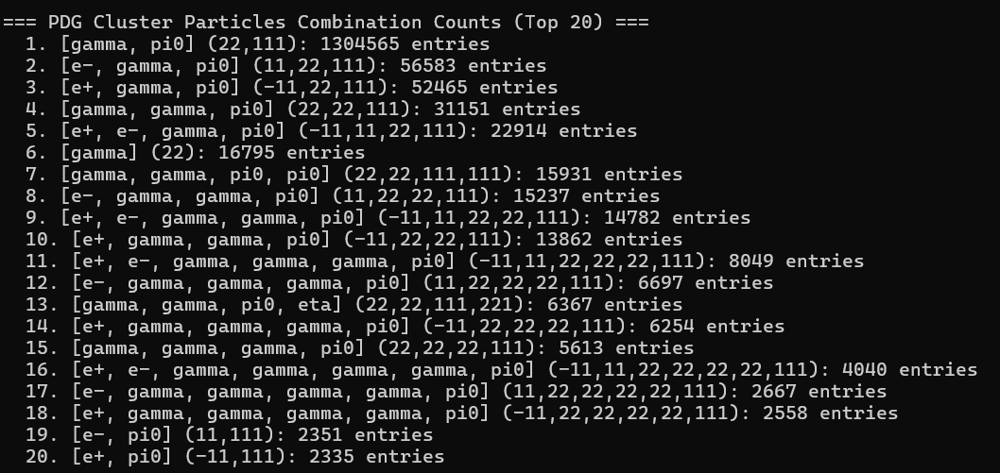 === PDG Cluster Particles Combination Counts (Top 20) ===
1. [gamma, pi0] (22,111): 1304565 entries
2. [e-, gamma, pi0] (11,22,111): 56583 entries
3. [e+, gamma, pi0] (-11,22,111): 52465 entries
4. [gamma, gamma, pi0] (22,22,111): 31151 entries
5. [e+, e-, gamma, pi0] (-11,11,22,111): 22914 entries
6. [gamma] (22): 16795 entries
7. [gamma, gamma, pi0, pi0] (22,22,111,111): 15931 entries
8. [e-, gamma, gamma, pi0] (11,22,22,111): 15237 entries
9. [e+, e-, gamma, gamma, pi0] (-11,11,22,22,111): 14782 entries
10. [e+, gamma, gamma, pi0] (-11,22,22,111): 13862 entries
11. [e+, e-, gamma, gamma, gamma, pi0] (-11,11,22,22,22,111): 8049 entries
12. [e-, gamma, gamma, gamma, pi0] (11,22,22,22,111): 6697 entries
13. [gamma, gamma, pi0, eta] (22,22,111,221): 6367 entries
14. [e+, gamma, gamma, gamma, pi0] (-11,22,22,22,111): 6254 entries
15. [gamma, gamma, gamma, pi0] (22,22,22,111): 5613 entries
16. [e+, e-, gamma, gamma, gamma, gamma, pi0] (-11,11,22,22,22,22,111): 4040 entries
17. [e-, gamma, gamma, gamma, gamma, pi0] (11,22,22,22,22,111): 2667 entries
18. [e+, gamma, gamma, gamma, gamma, pi0] (-11,22,22,22,22,111): 2558 entries
19. [e-, pi0] (11,111): 2351 entries
20. [e+, pi0] (-11,111): 2335 entries